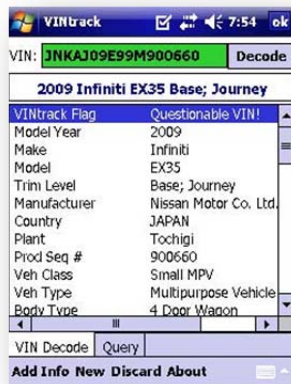 VINtrack 7:54 ok
VIN: JNKAJ09E99M900660 Decode
2009 Infiniti EX35 Base; Journey
VINtrack Flag Questionable VIN!
Model Year 2009
Make Infiniti
Model EX35
Trim Level Base; Journey
Manufacturer Nissan Motor Co. Ltd.
Country JAPAN
Plant Tochigi
Prod Seq # 900660
Veh Class Small MPV
Veh Type Multipurpose Vehicle
Body Type 4 Door Wagon
VIN Decode Query
Add Info New Discard About